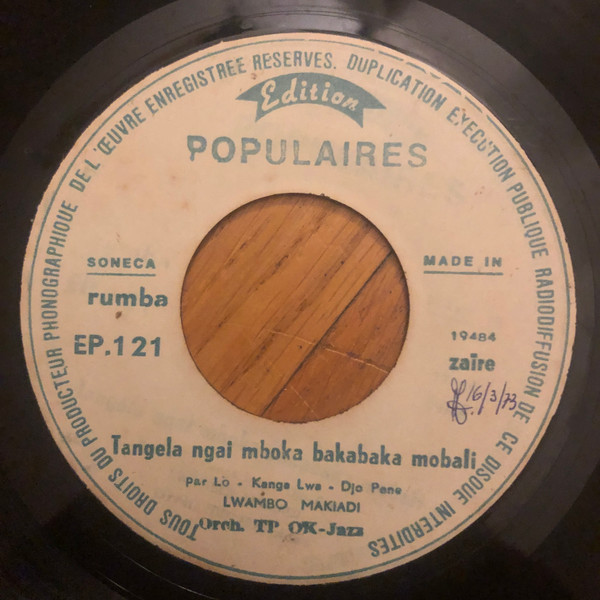 TOUS DROITS DU PRODUCTEUR PHONOGRAPHIQUE DE L'ŒUVRE ENREGISTREE RESERVES. DUPLICATION EXECUTION PUBLIQUE RADIODIFFUSION DE CE DISQUE INTERDITES
Edition
POPULAIRES
SONECA
MADE IN
rumba
19484
EP.121
zaïre
16/3/73
Tangela ngai mboka bakabaka mobali
par Lo - Kanga Lwa - Djo Pene
LWAMBO MAKIADI
Orch. TP OK-Jazz